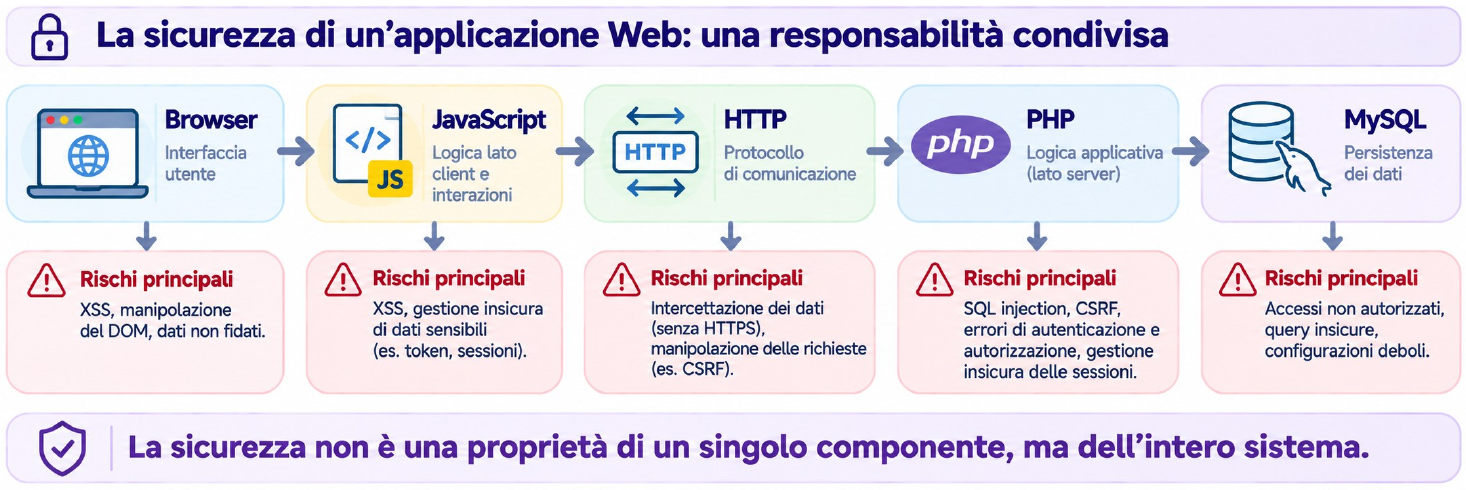 La sicurezza di un’applicazione Web: una responsabilità condivisa
Browser
Interfaccia
utente
</>
JS
JavaScript
Logica lato
client e
interazioni
HTTP
HTTP
Protocollo
di comunicazione
php
PHP
Logica applicativa
(lato server)
MySQL
Persistenza
dei dati
Rischi principali
XSS, manipolazione
del DOM, dati non fidati.
Rischi principali
XSS, gestione insicura
di dati sensibili
(es. token, sessioni).
Rischi principali
Intercettazione dei dati
(senza HTTPS),
manipolazione delle richieste
(es. CSRF).
Rischi principali
SQL injection, CSRF,
errori di autenticazione e
autorizzazione, gestione
insicura delle sessioni.
Rischi principali
Accessi non autorizzati,
query insicure,
configurazioni deboli.
La sicurezza non è una proprietà di un singolo componente, ma dell’intero sistema.